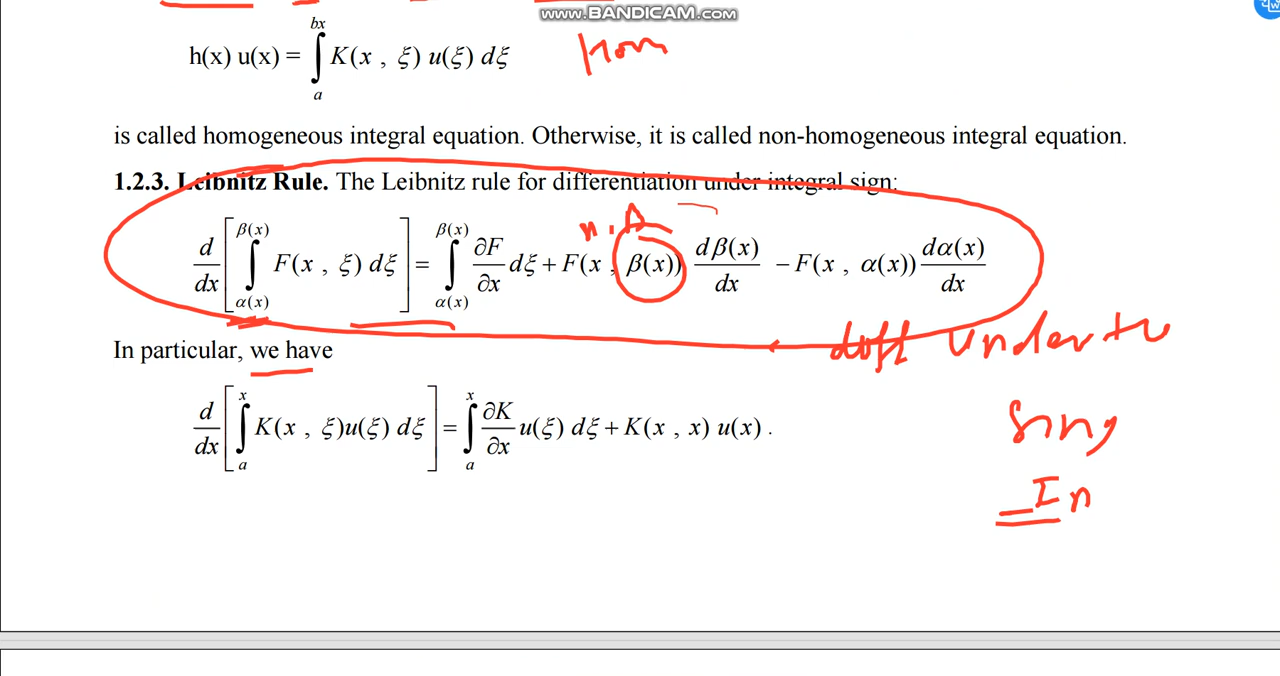 www.BANDICAM.com
bx
h(x) u(x) = ∫ K(x , ξ) u(ξ) dξ
a
Hom
is called homogeneous integral equation. Otherwise, it is called non-homogeneous integral equation.
1.2.3. Leibnitz Rule. The Leibnitz rule for differentiation under integral sign:
d/dx [ ∫_{α(x)}^{β(x)} F(x , ξ) dξ ] = ∫_{α(x)}^{β(x)} ∂F/∂x dξ + F(x , β(x)) dβ(x)/dx − F(x , α(x)) dα(x)/dx
In particular, we have
diff under the
d/dx [ ∫_a^x K(x , ξ)u(ξ) dξ ] = ∫_a^x ∂K/∂x u(ξ) dξ + K(x , x) u(x) .
In